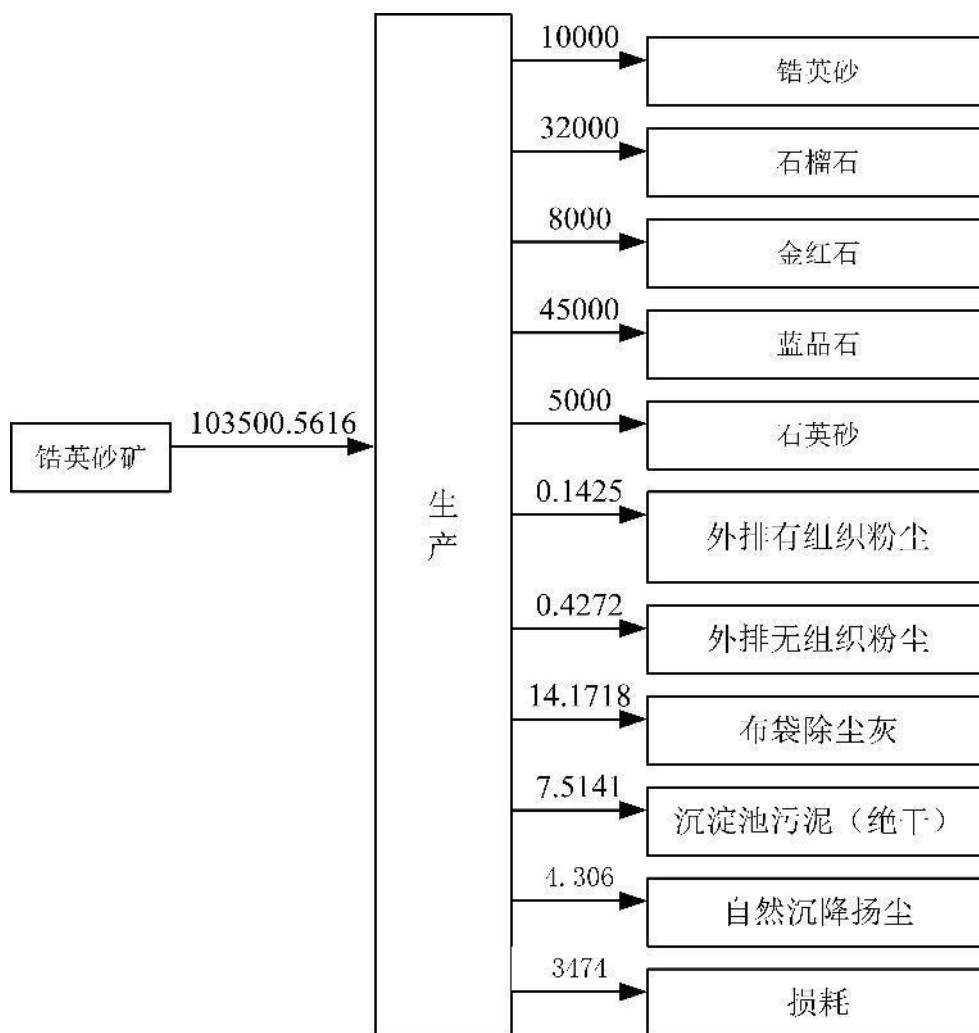 10000
锆英砂
32000
石榴石
8000
金红石
45000
蓝品石
5000
石英砂
103500.5616
锆英砂矿
生
产
0.1425
外排有组织粉尘
0.4272
外排无组织粉尘
14.1718
布袋除尘灰
7.5141
沉淀池污泥（绝干）
4.306
自然沉降扬尘
3474
损耗